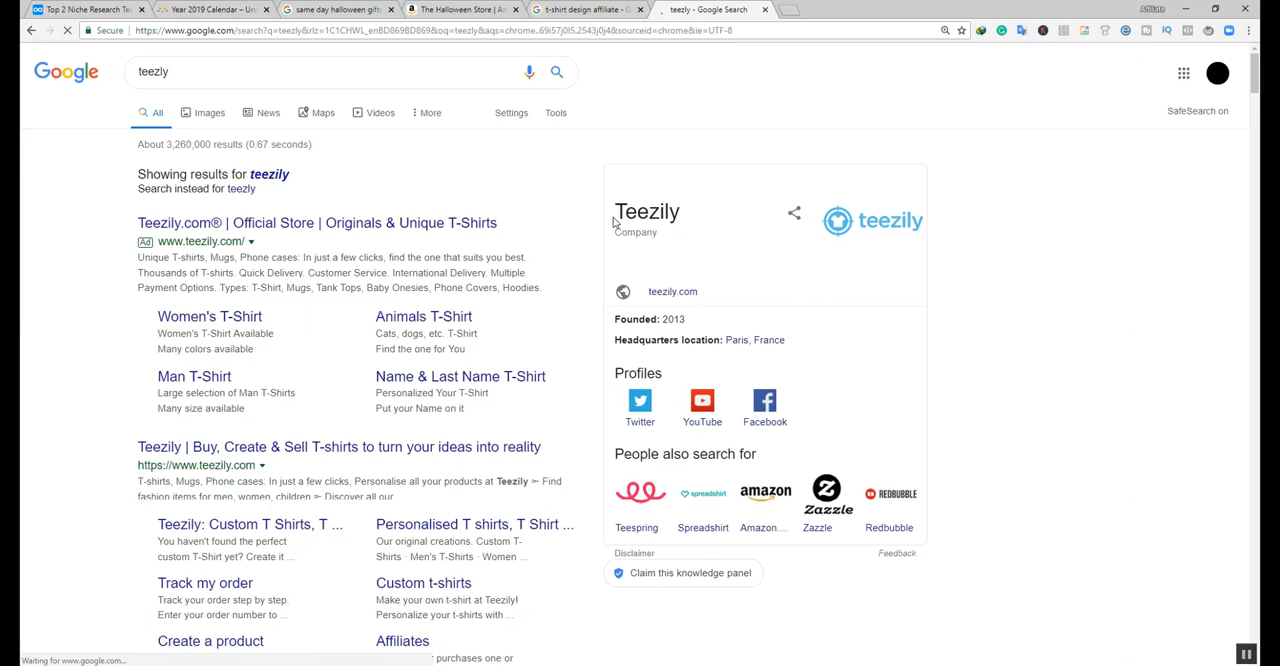 Top 2 Niche Research Tec
Year 2019 Calendar – Un
same day halloween gift
The Halloween Store | Am
t-shirt design affiliate - G
teezly - Google Search
Affiliate
Secure
https://www.google.com/search?q=teezly&rlz=1C1CHWL_enBD869BD869&oq=teezly&aqs=chrome..69i57j0l5.2543j0j4&sourceid=chrome&ie=UTF-8
Google
teezly
All
Images
News
Maps
Videos
More
Settings
Tools
SafeSearch on
About 3,260,000 results (0.67 seconds)
Showing results for teezily
Search instead for teezly
Teezily.com® | Official Store | Originals & Unique T-Shirts
Ad www.teezily.com/
Unique T-shirts, Mugs, Phone cases: In just a few clicks, find the one that suits you best.
Thousands of T-shirts. Quick Delivery. Customer Service. International Delivery. Multiple
Payment Options. Types: T-Shirt, Mugs, Tank Tops, Baby Onesies, Phone Covers, Hoodies.
Women's T-Shirt
Women's T-Shirt Available
Many colors available
Animals T-Shirt
Cats, dogs, etc. T-Shirt
Find the one for You
Man T-Shirt
Large selection of Man T-Shirts
Many size available
Name & Last Name T-Shirt
Personalized Your T-Shirt
Put your Name on it
Teezily | Buy, Create & Sell T-shirts to turn your ideas into reality
https://www.teezily.com
T-shirts, Mugs, Phone cases: In just a few clicks, Personalise all your products at Teezily ➣ Find
fashion items for men, women, children ➣ Discover all our
Teezily: Custom T Shirts, T ...
You haven't found the perfect
custom T-Shirt yet? Create it ...
Personalised T shirts, T Shirt ...
Our original creations. Custom T-
Shirts · Men's T-Shirts · Women ...
Track my order
Track your order step by step.
Enter your order number to ...
Custom t-shirts
Make your own t-shirt at Teezily!
Personalize your t-shirts with ...
Create a product
Affiliates
purchases one or
Waiting for www.google.com...
Teezily
Company
teezily
teezily.com
Founded: 2013
Headquarters location: Paris, France
Profiles
Twitter
YouTube
Facebook
People also search for
spreadshirt
amazon
Z
Zazzle
REDBUBBLE
Teespring
Spreadshirt
Amazon....
Zazzle
Redbubble
Disclaimer
Feedback
Claim this knowledge panel